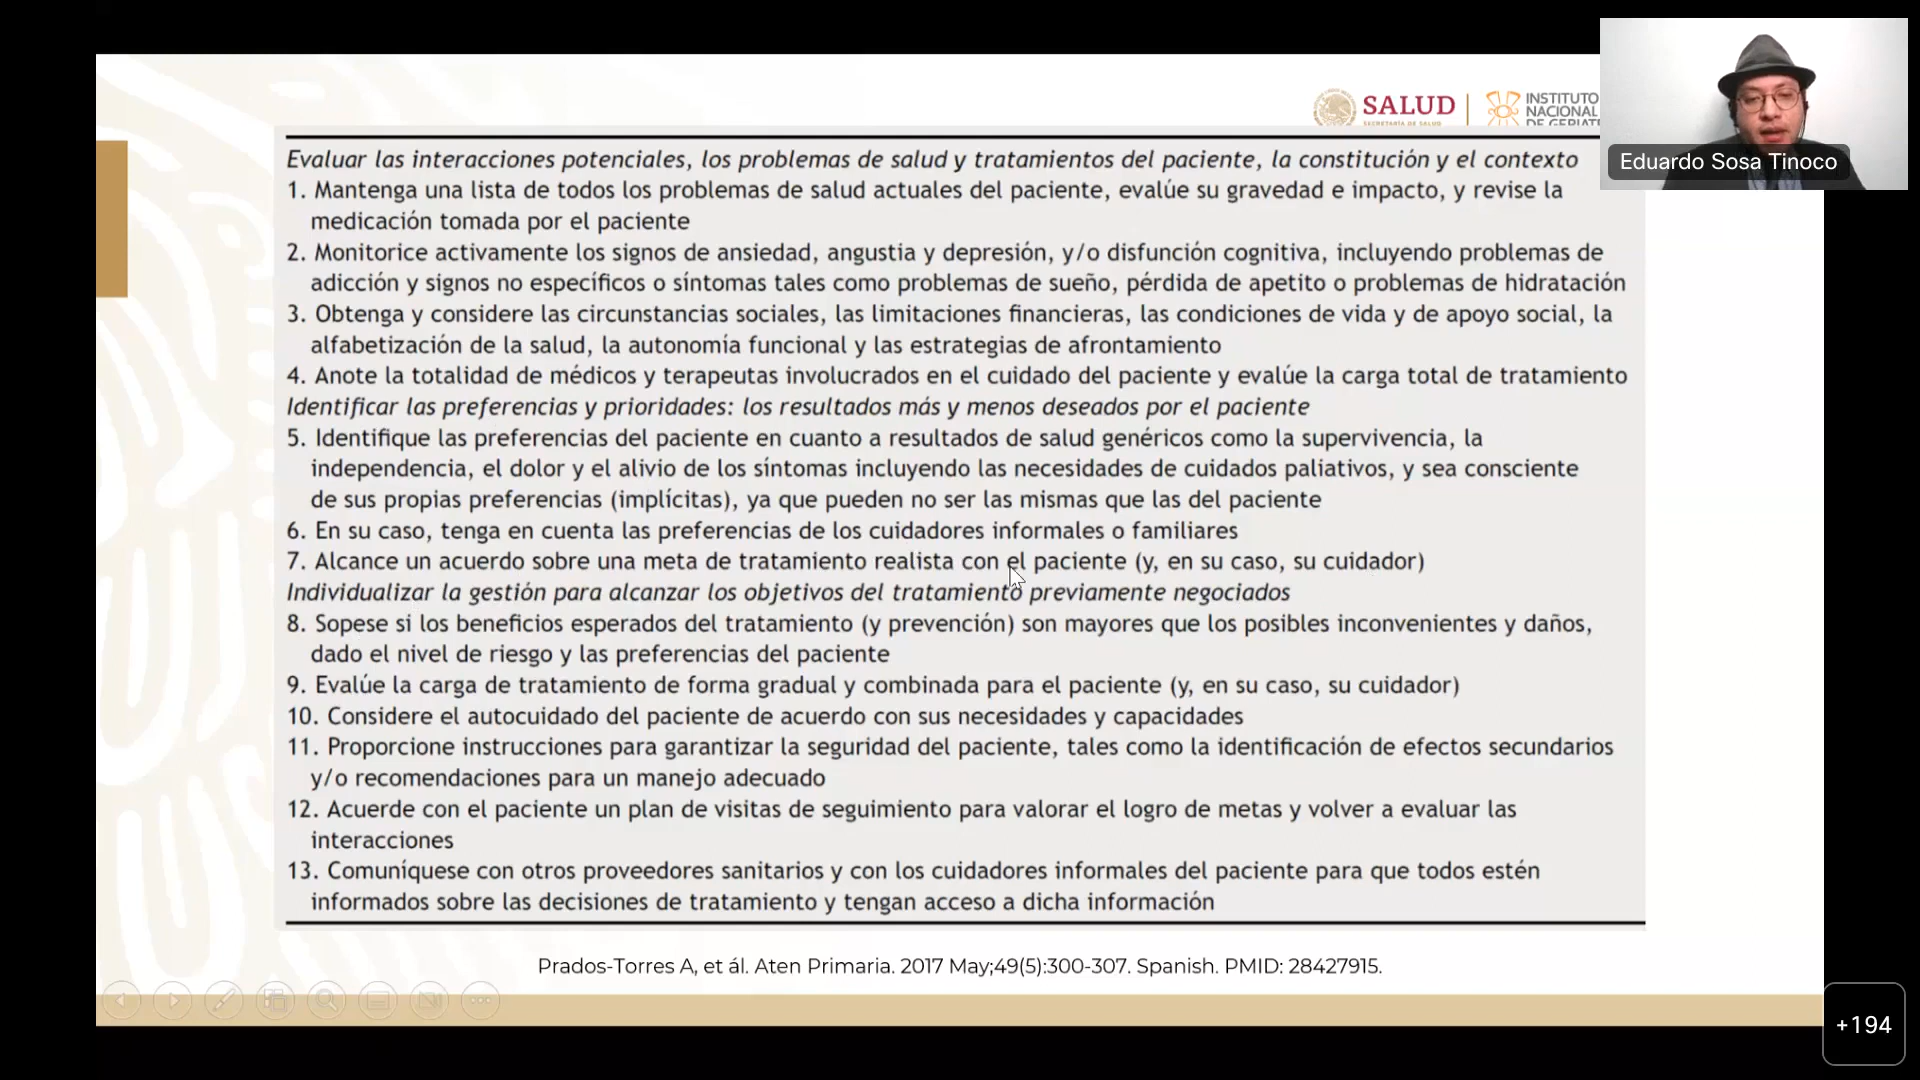 SALUD
SECRETARÍA DE SALUD
INSTITUTO
NACIONAL
Eduardo Sosa Tinoco
Evaluar las interacciones potenciales, los problemas de salud y tratamientos del paciente, la constitución y el contexto
1. Mantenga una lista de todos los problemas de salud actuales del paciente, evalúe su gravedad e impacto, y revise la
medicación tomada por el paciente
2. Monitorice activamente los signos de ansiedad, angustia y depresión, y/o disfunción cognitiva, incluyendo problemas de
adicción y signos no específicos o síntomas tales como problemas de sueño, pérdida de apetito o problemas de hidratación
3. Obtenga y considere las circunstancias sociales, las limitaciones financieras, las condiciones de vida y de apoyo social, la
alfabetización de la salud, la autonomía funcional y las estrategias de afrontamiento
4. Anote la totalidad de médicos y terapeutas involucrados en el cuidado del paciente y evalúe la carga total de tratamiento
Identificar las preferencias y prioridades: los resultados más y menos deseados por el paciente
5. Identifique las preferencias del paciente en cuanto a resultados de salud genéricos como la supervivencia, la
independencia, el dolor y el alivio de los síntomas incluyendo las necesidades de cuidados paliativos, y sea consciente
de sus propias preferencias (implícitas), ya que pueden no ser las mismas que las del paciente
6. En su caso, tenga en cuenta las preferencias de los cuidadores informales o familiares
7. Alcance un acuerdo sobre una meta de tratamiento realista con el paciente (y, en su caso, su cuidador)
Individualizar la gestión para alcanzar los objetivos del tratamiento previamente negociados
8. Sopese si los beneficios esperados del tratamiento (y prevención) son mayores que los posibles inconvenientes y daños,
dado el nivel de riesgo y las preferencias del paciente
9. Evalúe la carga de tratamiento de forma gradual y combinada para el paciente (y, en su caso, su cuidador)
10. Considere el autocuidado del paciente de acuerdo con sus necesidades y capacidades
11. Proporcione instrucciones para garantizar la seguridad del paciente, tales como la identificación de efectos secundarios
y/o recomendaciones para un manejo adecuado
12. Acuerde con el paciente un plan de visitas de seguimiento para valorar el logro de metas y volver a evaluar las
interacciones
13. Comuníquese con otros proveedores sanitarios y con los cuidadores informales del paciente para que todos estén
informados sobre las decisiones de tratamiento y tengan acceso a dicha información
Prados-Torres A, et ál. Aten Primaria. 2017 May;49(5):300-307. Spanish. PMID: 28427915.
+194